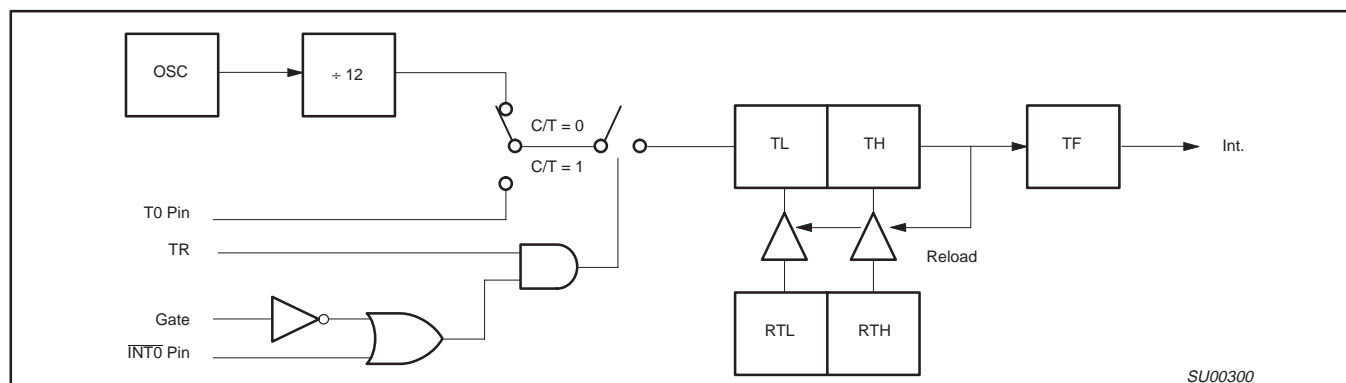 OSC
÷ 12
C/T = 0
C/T = 1
TL
TH
TF
Int.
T0 Pin
TR
Reload
Gate
INT0 Pin
RTL
RTH
SU00300